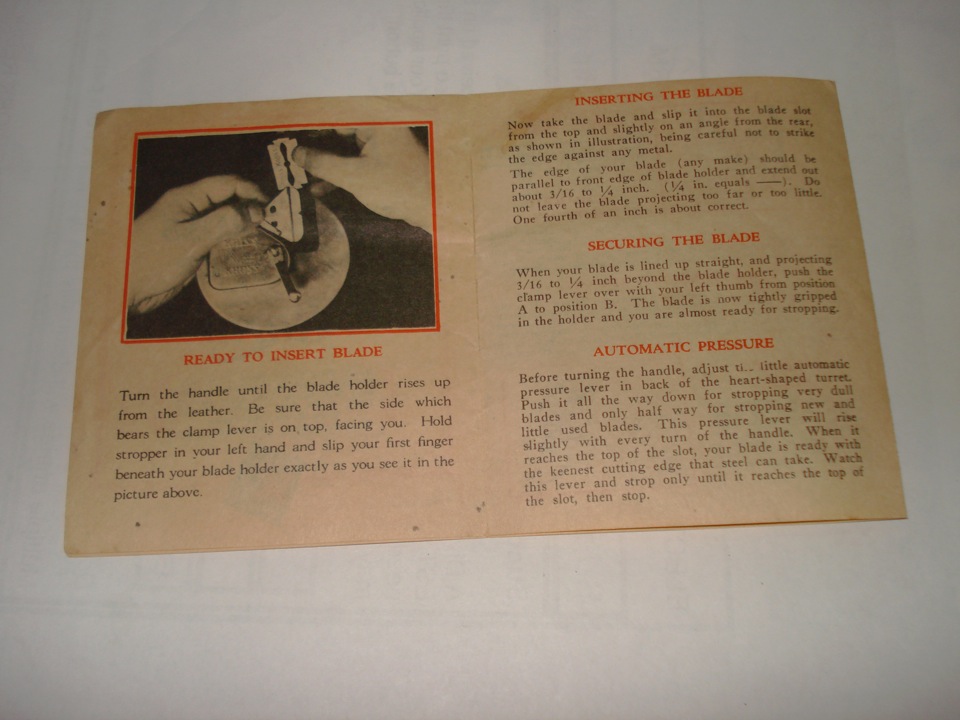 READY TO INSERT BLADE
Turn the handle until the blade holder rises up
from the leather. Be sure that the side which
bears the clamp lever is on top, facing you. Hold
stropper in your left hand and slip your first finger
beneath your blade holder exactly as you see it in the
picture above.
INSERTING THE BLADE
Now take the blade and slip it into the blade slot
from the top and slightly on an angle from the rear,
as shown in illustration, being careful not to strike
the edge against any metal.
The edge of your blade (any make) should be
parallel to front edge of blade holder and extend out
about 3/16 to 1/4 inch. (1/4 in. equals ——). Do
not leave the blade projecting too far or too little.
One fourth of an inch is about correct.
SECURING THE BLADE
When your blade is lined up straight, and projecting
3/16 to 1/4 inch beyond the blade holder, push the
clamp lever over with your left thumb from position
A to position B. The blade is now tightly gripped
in the holder and you are almost ready for stropping.
AUTOMATIC PRESSURE
Before turning the handle, adjust little automatic
pressure lever in back of the heart-shaped turret.
Push it all the way down for stropping very dull
blades and only half way for stropping new and
little used blades. This pressure lever will rise
slightly with every turn of the handle. When it
reaches the top of the slot, your blade is ready with
the keenest cutting edge that steel can take. Watch
this lever and strop only until it reaches the top of
the slot, then stop.